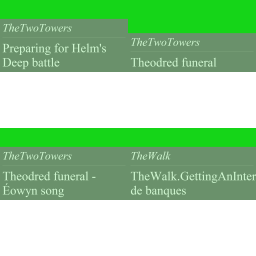 TheTwoTowers
Preparing for Helm's
Deep battle
TheTwoTowers
Theodred funeral
TheTwoTowers
Theodred funeral -
Éowyn song
TheWalk
TheWalk.GettingAnInter
de banques